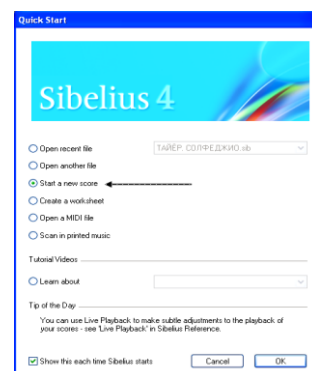 Quick Start
Sibelius 4
Open recent file
ТАЙЁР. СОЛФЕДЖИО.sib
Open another file
Start a new score
Create a worksheet
Open a MIDI file
Scan in printed music
Tutorial Videos
Learn about
Tip of the Day
You can use Live Playback to make subtle adjustments to the playback of
your scores - see 'Live Playback' in Sibelius Reference.
Show this each time Sibelius starts
Cancel
OK